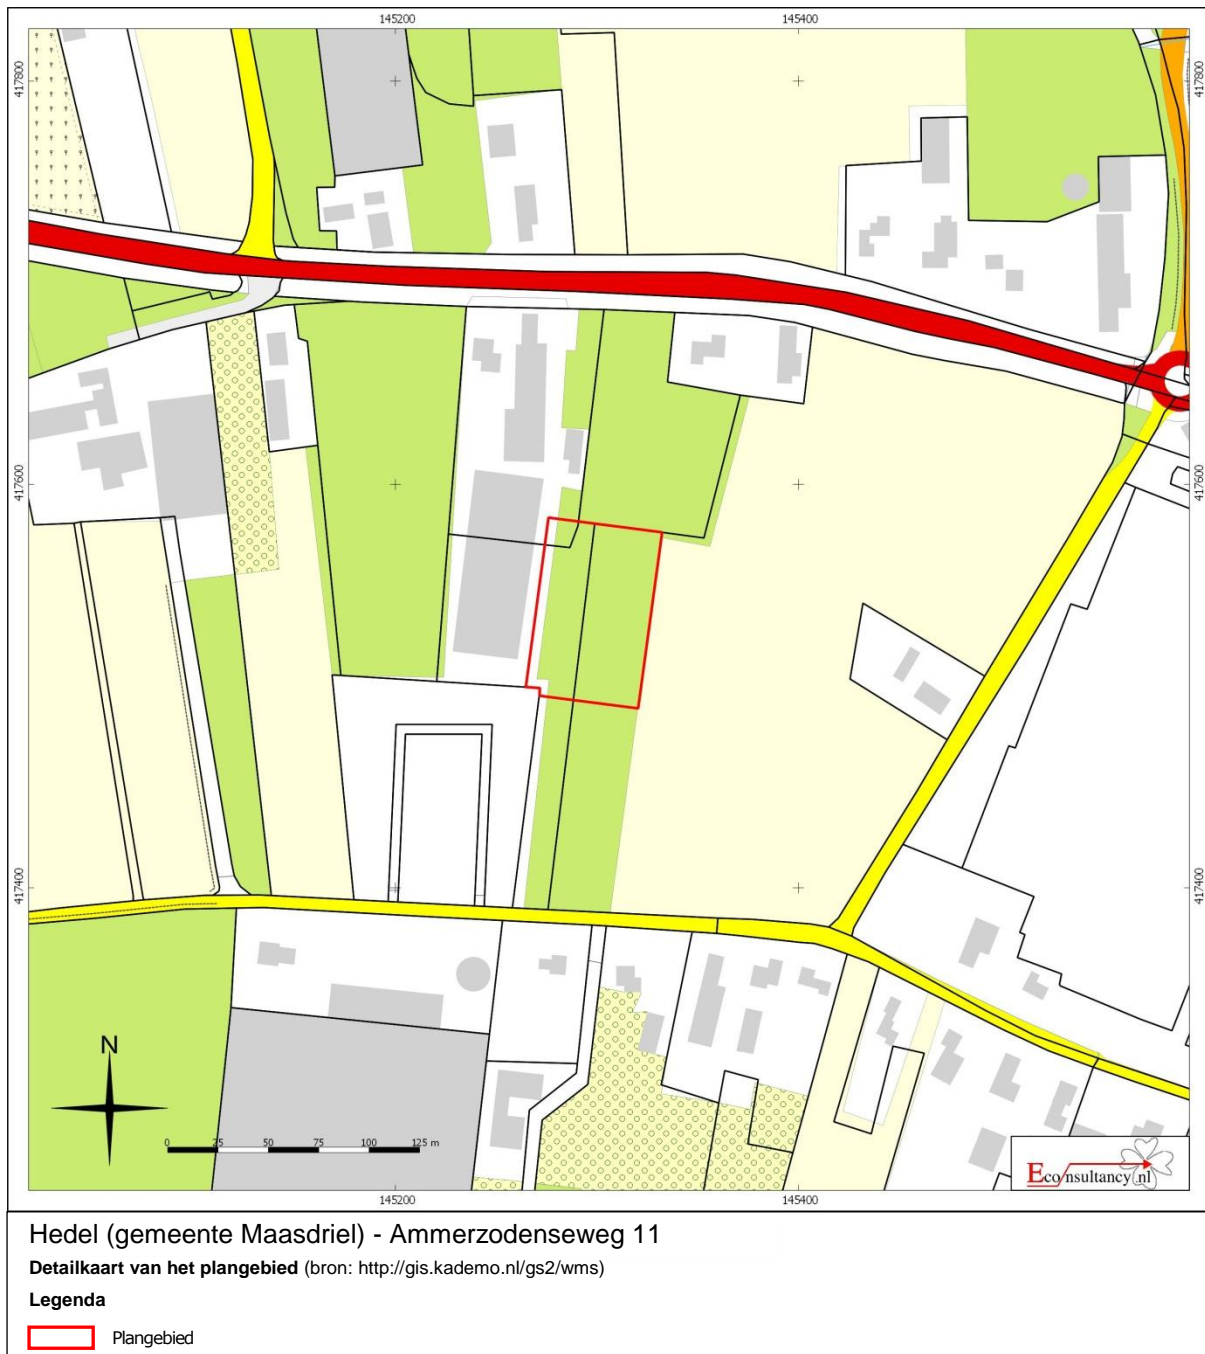 145200
145400
417800
417800
417600
417600
417400
417400
N
0 25 50 75 100 125 m
Econsultancy.nl
145200
145400
Hedel (gemeente Maasdriel) - Ammerzodenseweg 11
Detailkaart van het plangebied (bron: http://gis.kademo.nl/gs2/wms)
Legenda
Plangebied